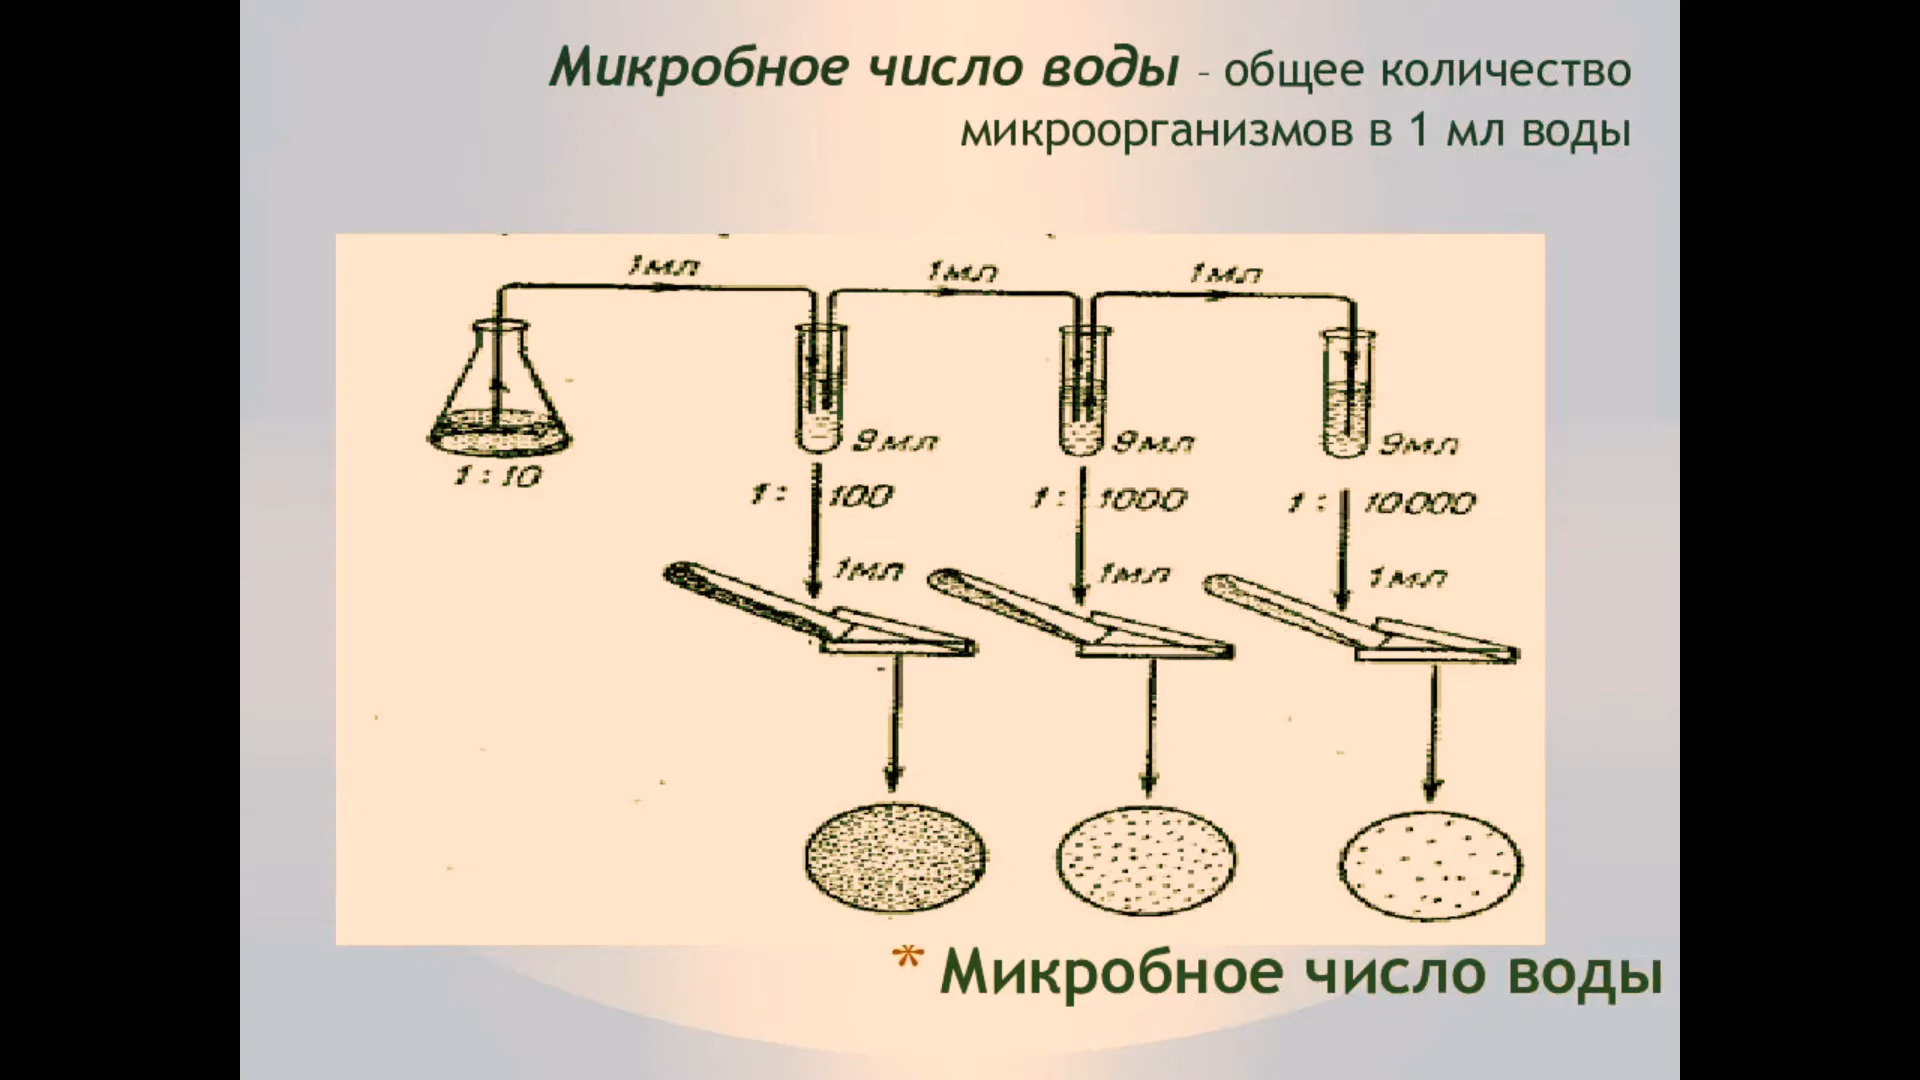 Микробное число воды – общее количество
микроорганизмов в 1 мл воды
1мл 1мл 1мл
9мл 9мл 9мл
1:10
1: 100 1: 1000 1: 10000
1мл 1мл 1мл
* Микробное число воды